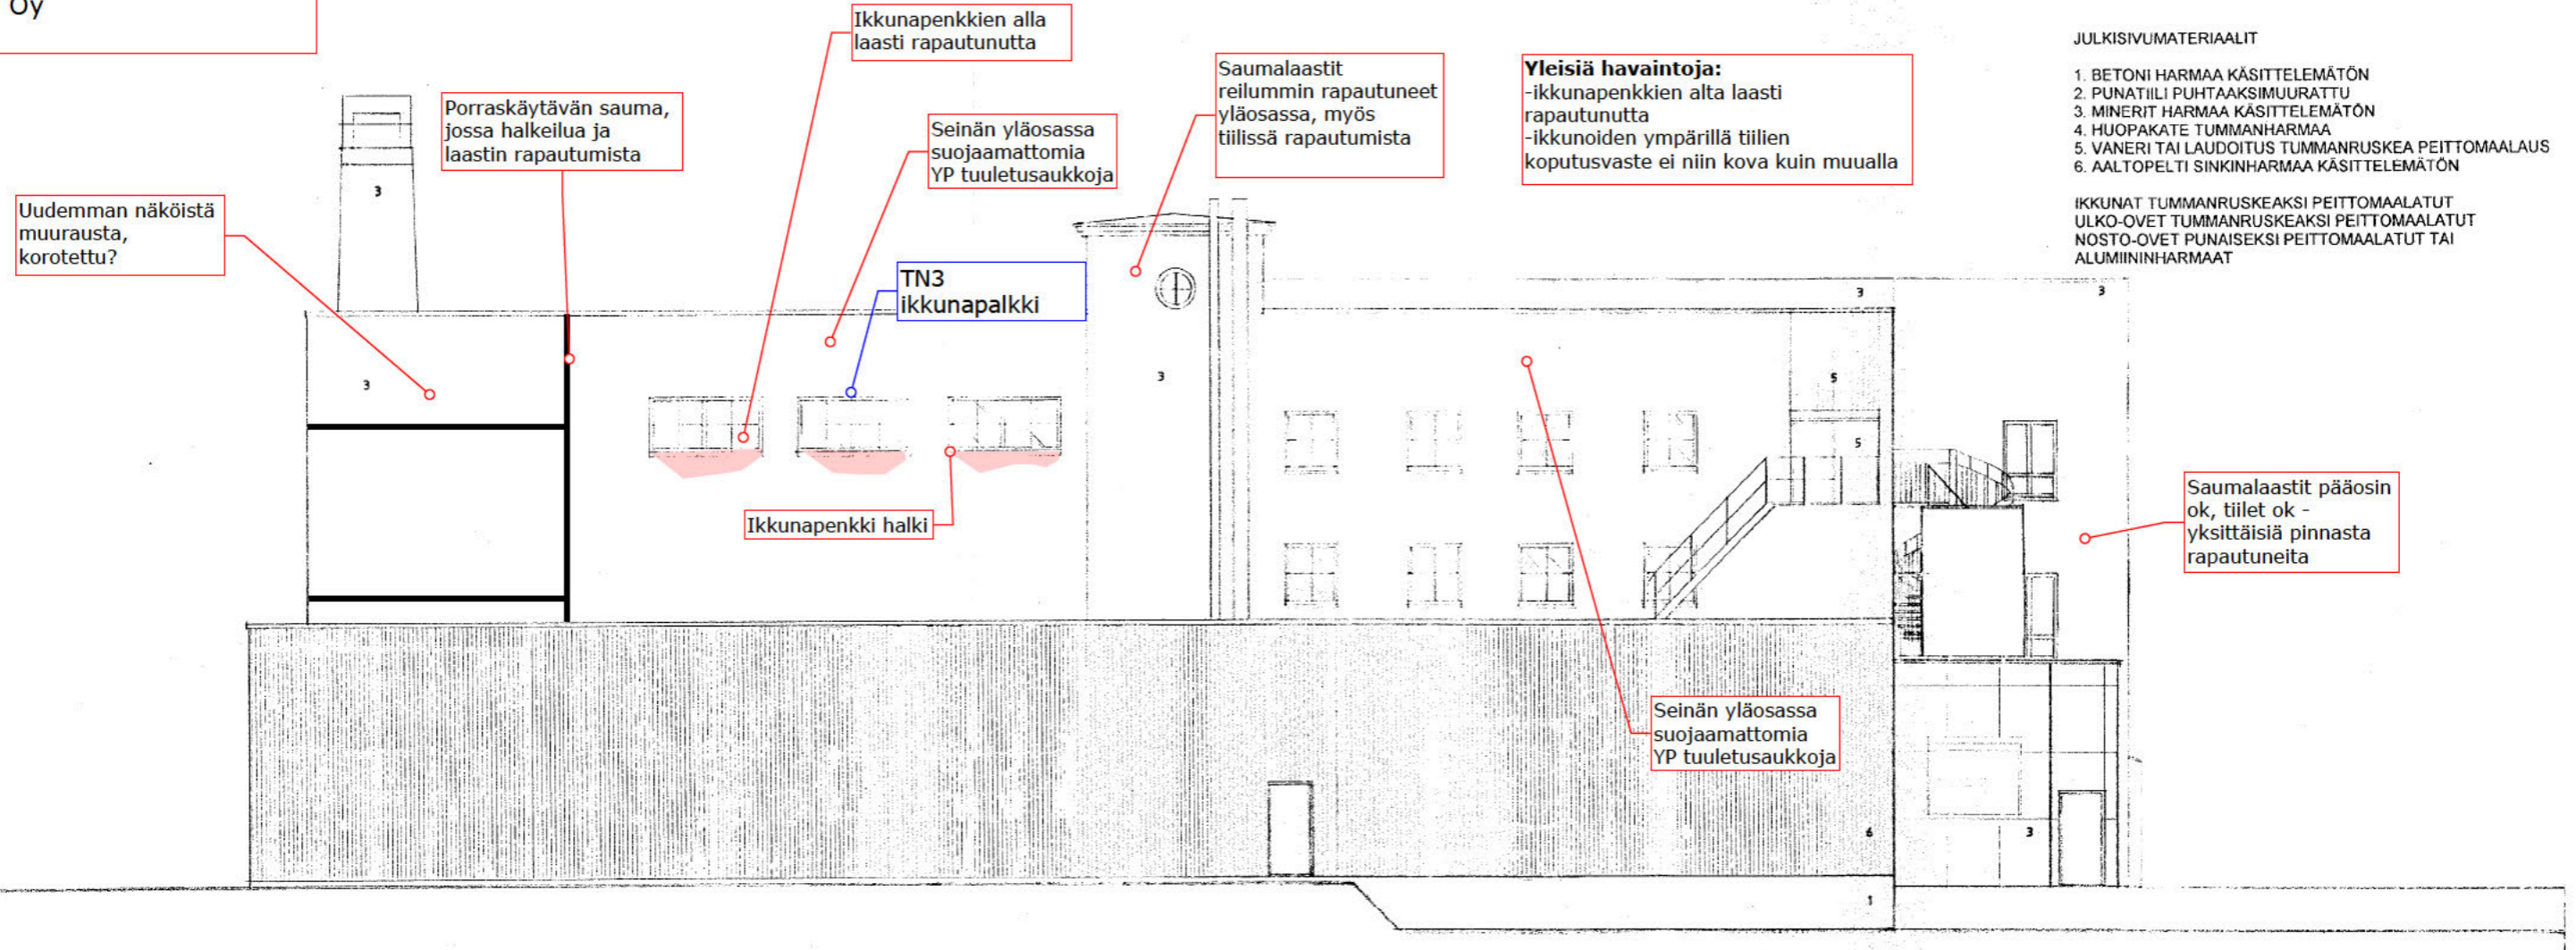 Oy
Ikkunapenkkien alla
laasti rapautunutta
Saumalaastit
reilummin rapautuneet
yläosassa, myös
tiilissä rapautumista
Yleisiä havaintoja:
-ikkunapenkkien alta laasti
rapautunutta
-ikkunoiden ympärillä tiilien
koputusvaste ei niin kova kuin muualla
JULKISIVUMATERIAALIT
1. BETONI HARMAA KÄSITTELEMÄTÖN
2. PUNATIILI PUHTAAKSIMUURATTU
3. MINERIT HARMAA KÄSITTELEMÄTÖN
4. HUOPAKATE TUMMANHARMAA
5. VANERI TAI LAUDOITUS TUMMANRUSKEA PEITTOMAALAUS
6. AALTOPELTI SINKINHARMAA KÄSITTELEMÄTÖN
IKKUNAT TUMMANRUSKEAKSI PEITTOMAALATUT
ULKO-OVET TUMMANRUSKEAKSI PEITTOMAALATUT
NOSTO-OVET PUNAISEKSI PEITTOMAALATUT TAI
ALUMIININHARMAAT
Porraskäytävän sauma,
jossa halkeilua ja
laastin rapautumista
Seinän yläosassa
suojaamattomia
YP tuuletusaukkoja
3
Uudemman näköistä
muurausta,
korotettu?
TN3
ikkunapalkki
3
3
3
3
5
3
5
Ikkunapenkki halki
Saumalaastit pääosin
ok, tiilet ok -
yksittäisiä pinnasta
rapautuneita
Seinän yläosassa
suojaamattomia
YP tuuletusaukkoja
6
3
1